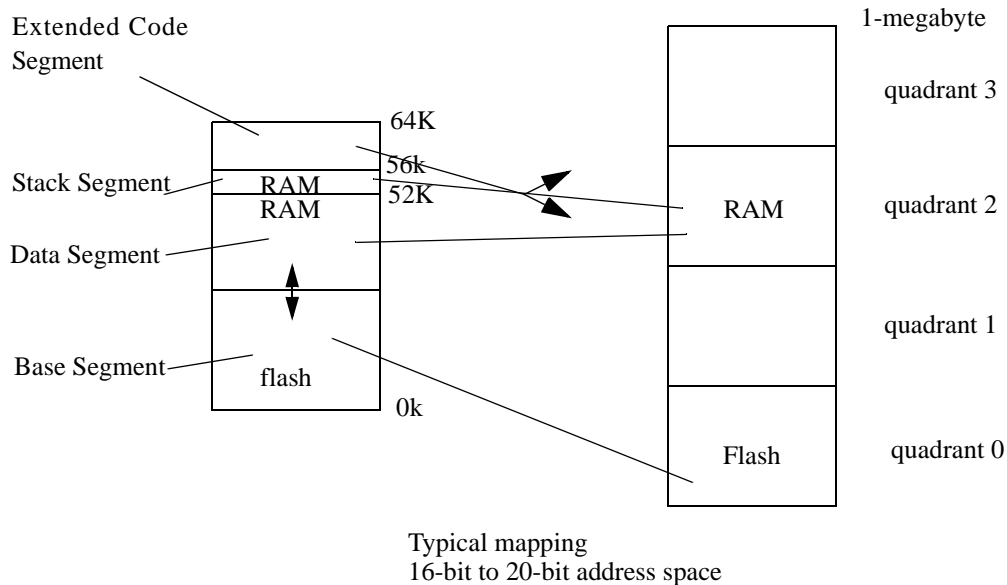 Extended Code
Segment
64K
56k
Stack Segment
RAM
52K
RAM
Data Segment
Base Segment
flash
0k
1-megabyte
quadrant 3
RAM
quadrant 2
quadrant 1
Flash
quadrant 0
Typical mapping
16-bit to 20-bit address space